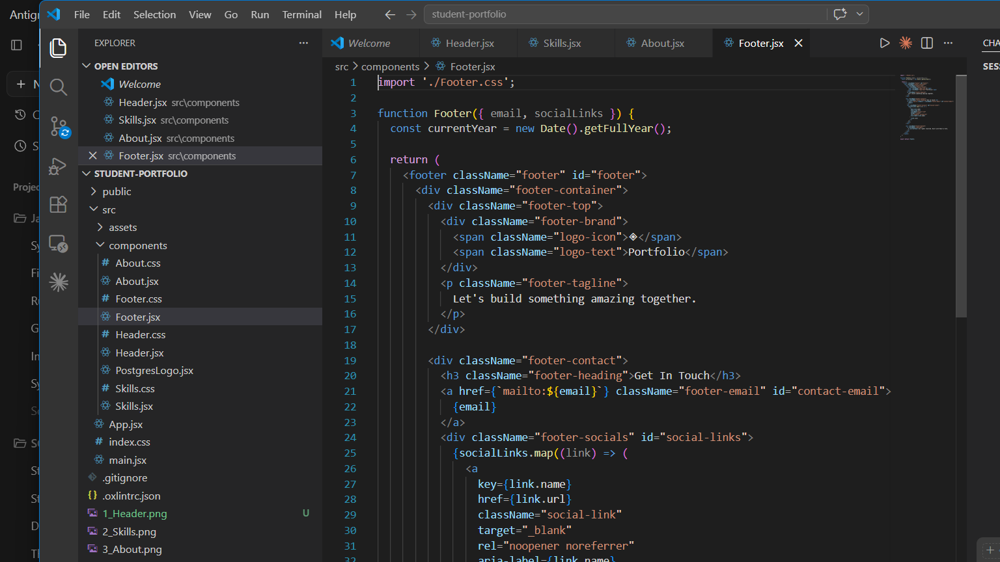 Antigr
File Edit Selection View Go Run Terminal Help
student-portfolio
EXPLORER
OPEN EDITORS
Welcome
Header.jsx src\components
Skills.jsx src\components
About.jsx src\components
Footer.jsx src\components
STUDENT-PORTFOLIO
public
src
assets
components
# About.css
About.jsx
# Footer.css
Footer.jsx
# Header.css
Header.jsx
PostgresLogo.jsx
# Skills.css
Skills.jsx
App.jsx
# index.css
main.jsx
.gitignore
{} .oxlintrc.json
1_Header.png U
2_Skills.png
3_About.png
Welcome Header.jsx Skills.jsx About.jsx Footer.jsx
src > components > Footer.jsx
1 import './Footer.css';
2
3 function Footer({ email, socialLinks }) {
4 const currentYear = new Date().getFullYear();
5
6 return (
7 <footer className="footer" id="footer">
8 <div className="footer-container">
9 <div className="footer-top">
10 <div className="footer-brand">
11 <span className="logo-icon">◈</span>
12 <span className="logo-text">Portfolio</span>
13 </div>
14 <p className="footer-tagline">
15 Let's build something amazing together.
16 </p>
17 </div>
18
19 <div className="footer-contact">
20 <h3 className="footer-heading">Get In Touch</h3>
21 <a href={`mailto:${email}`} className="footer-email" id="contact-email">
22 {email}
23 </a>
24 <div className="footer-socials" id="social-links">
25 {socialLinks.map((link) => (
26 <a
27 key={link.name}
28 href={link.url}
29 className="social-link"
30 target="_blank"
31 rel="noopener noreferrer"
32 aria-label={link.name}
CHA
SES
Projec